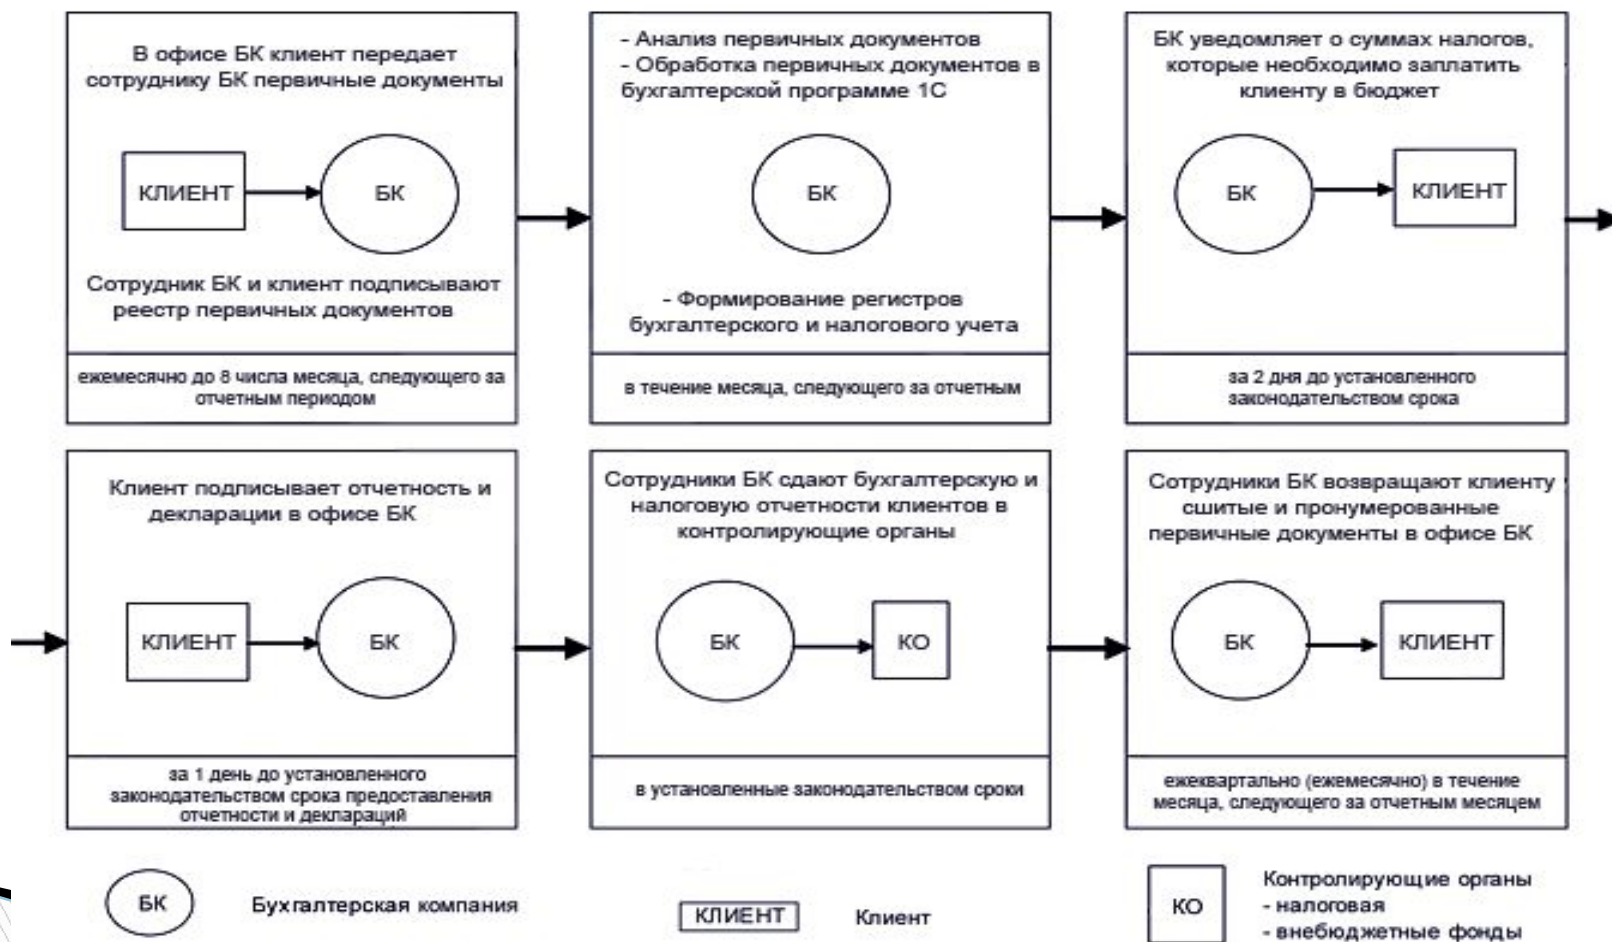 В офисе БК клиент передает
сотруднику БК первичные документы
КЛИЕНТ
БК
Сотрудник БК и клиент подписывают
реестр первичных документов
ежемесячно до 8 числа месяца, следующего за
отчетным периодом
- Анализ первичных документов
- Обработка первичных документов в
бухгалтерской программе 1С
БК
- Формирование регистров
бухгалтерского и налогового учета
в течение месяца, следующего за отчетным
БК уведомляет о суммах налогов,
которые необходимо заплатить
клиенту в бюджет
БК
КЛИЕНТ
за 2 дня до установленного
законодательством срока
Клиент подписывает отчетность и
декларации в офисе БК
КЛИЕНТ
БК
за 1 день до установленного
законодательством срока предоставления
отчетности и деклараций
Сотрудники БК сдают бухгалтерскую и
налоговую отчетности клиентов в
контролирующие органы
БК
КО
в установленные законодательством сроки
Сотрудники БК возвращают клиенту
сшитые и пронумерованные
первичные документы в офисе БК
БК
КЛИЕНТ
ежеквартально (ежемесячно) в течение
месяца, следующего за отчетным месяцем
БК
Бухгалтерская компания
КЛИЕНТ
Клиент
КО
Контролирующие органы
- налоговая
- внебюджетные фонды